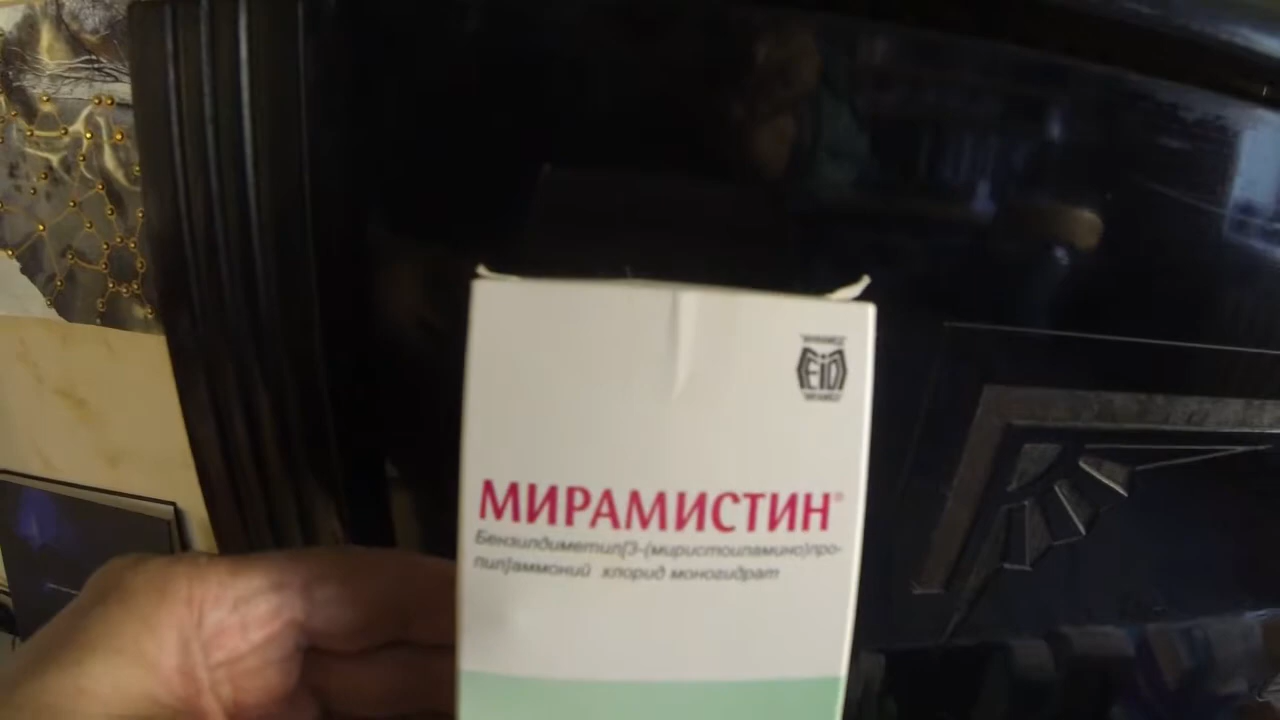 МИРАМИСТИН®
Бензилдиметил[3-(миристоиламино)про-
пил]аммоний хлорид моногидрат